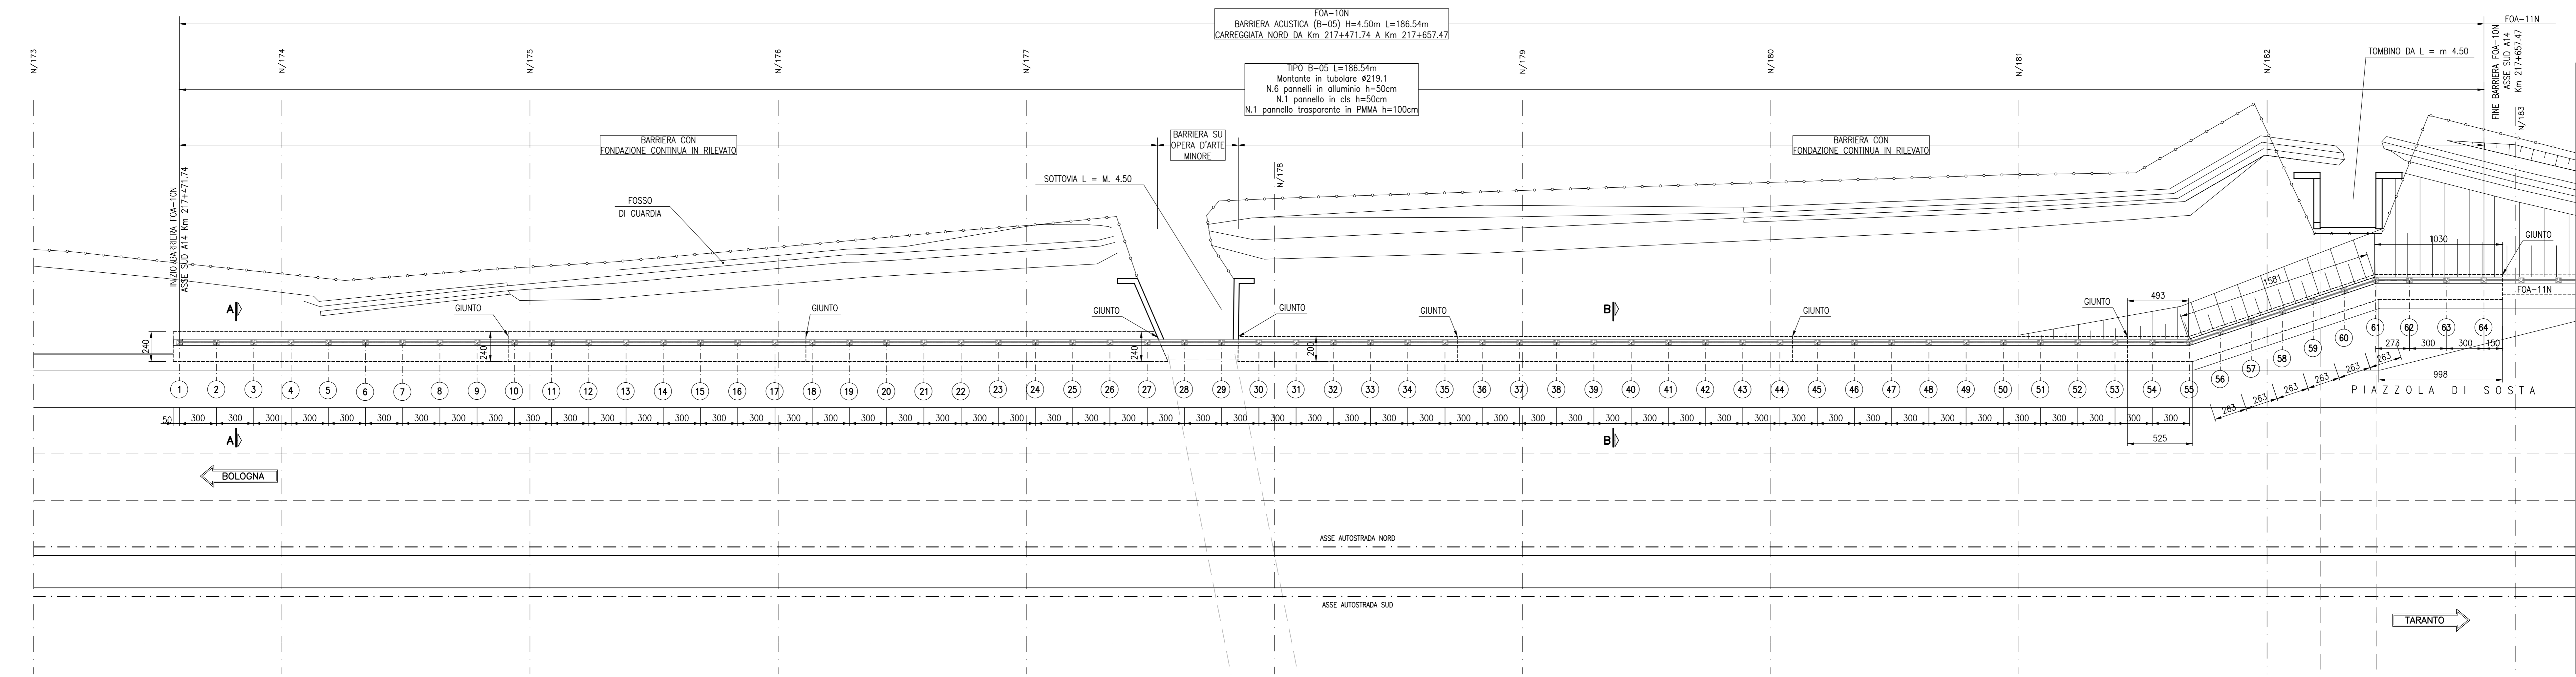 FOA-10N
BARRIERA ACUSTICA (B-05) H=4.50m L=186.54m
CARREGGIATA NORD DA Km 217+471.74 A Km 217+657.47
FOA-11N
N/173
N/174
N/175
N/176
N/177
N/178
N/179
N/180
N/181
N/182
N/183
FINE BARRIERA FOA-10N
ASSE SUD A14
Km 217+657.47
TOMBINO DA L = m 4.50
TIPO B-05 L=186.54m
Montante in tubolare Ø219.1
N.6 pannelli in alluminio h=50cm
N.1 pannello in cls h=50cm
N.1 pannello trasparente in PMMA h=100cm
BARRIERA CON
FONDAZIONE CONTINUA IN RILEVATO
BARRIERA SU
OPERA D'ARTE
MINORE
BARRIERA CON
FONDAZIONE CONTINUA IN RILEVATO
INIZIO BARRIERA FOA-10N
ASSE SUD A14 Km 217+471.74
SOTTOVIA L = M. 4.50
FOSSO
DI GUARDIA
A
GIUNTO
GIUNTO
GIUNTO
GIUNTO
GIUNTO
B
GIUNTO
GIUNTO
GIUNTO
1030
1581
493
FOA-11N
240
240
240
200
1 2 3 4 5 6 7 8 9 10 11 12 13 14 15 16 17 18 19 20 21 22 23 24 25 26 27 28 29 30 31 32 33 34 35 36 37 38 39 40 41 42 43 44 45 46 47 48 49 50 51 52 53 54 55 56 57 58 59 60 61 62 63 64
273 300 300 150
998
263 263 263 263 263 263
PIAZZOLA DI SOSTA
50 300 300 300 300 300 300 300 300 300 300 300 300 300 300 300 300 300 300 300 300 300 300 300 300 300 300 300 300 300 300 300 300 300 300 300 300 300 300 300 300 300 300 300 300 300 300 300 300 300 300 300 300 300 300
525
A
B
BOLOGNA
ASSE AUTOSTRADA NORD
ASSE AUTOSTRADA SUD
TARANTO